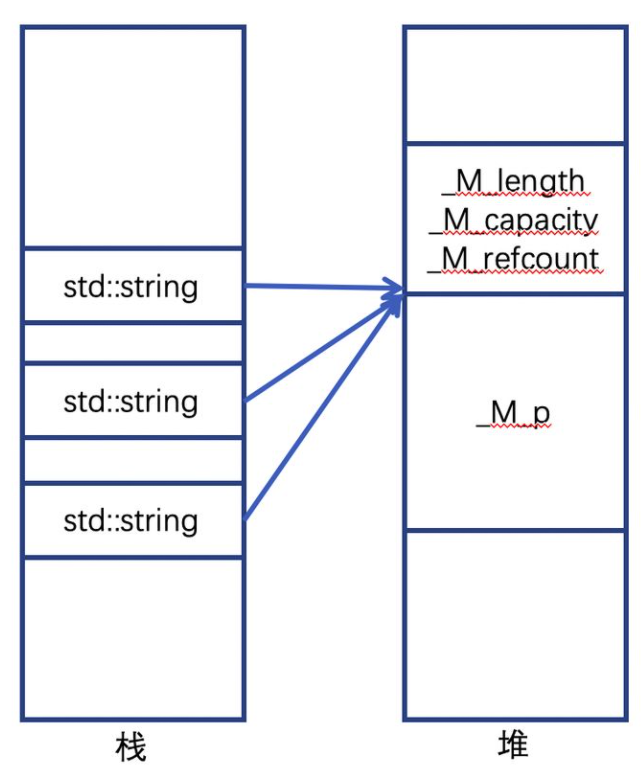 std::string
std::string
std::string
栈
_M_length
_M_capacity
_M_refcount
_M_p
堆